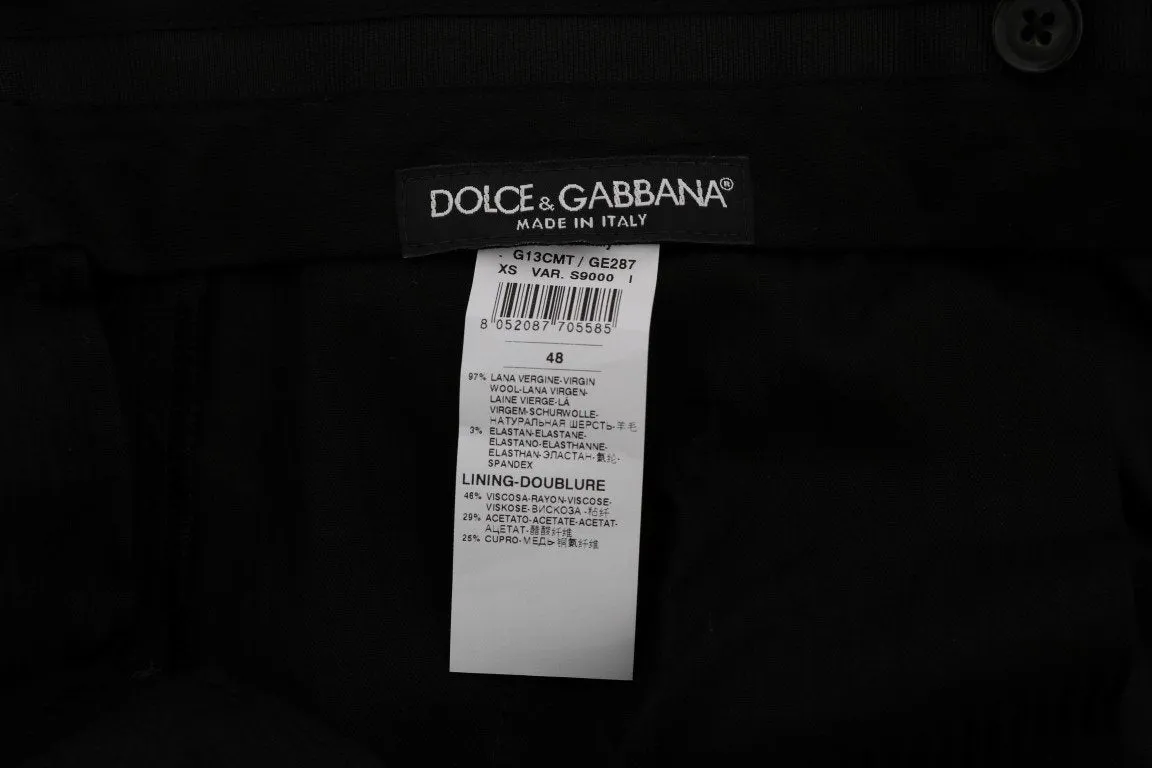 DOLCE & GABBANA®
MADE IN ITALY
- G13CMT / GE287
XS VAR. S9000 I
8 052087 705585
48
97% LANA VERGINE-VIRGIN
WOOL-LANA VIRGEN-
LAINE VIERGE-LÃ
VIRGEM-SCHURWOLLE-
НАТУРАЛЬНАЯ ШЕРСТЬ-羊毛
3% ELASTAN-ELASTANE-
ELASTANO-ELASTHANNE-
ELASTHAN-ЭЛАСТАН-氨纶-
SPANDEX
LINING-DOUBLURE
46% VISCOSA-RAYON-VISCOSE-
VISKOSE-ВИСКОЗА-粘纤
29% ACETATO-ACETATE-ACETAT-
АЦЕТАТ-醋酸纤维
25% CUPRO-МЕДЬ-铜氨纤维